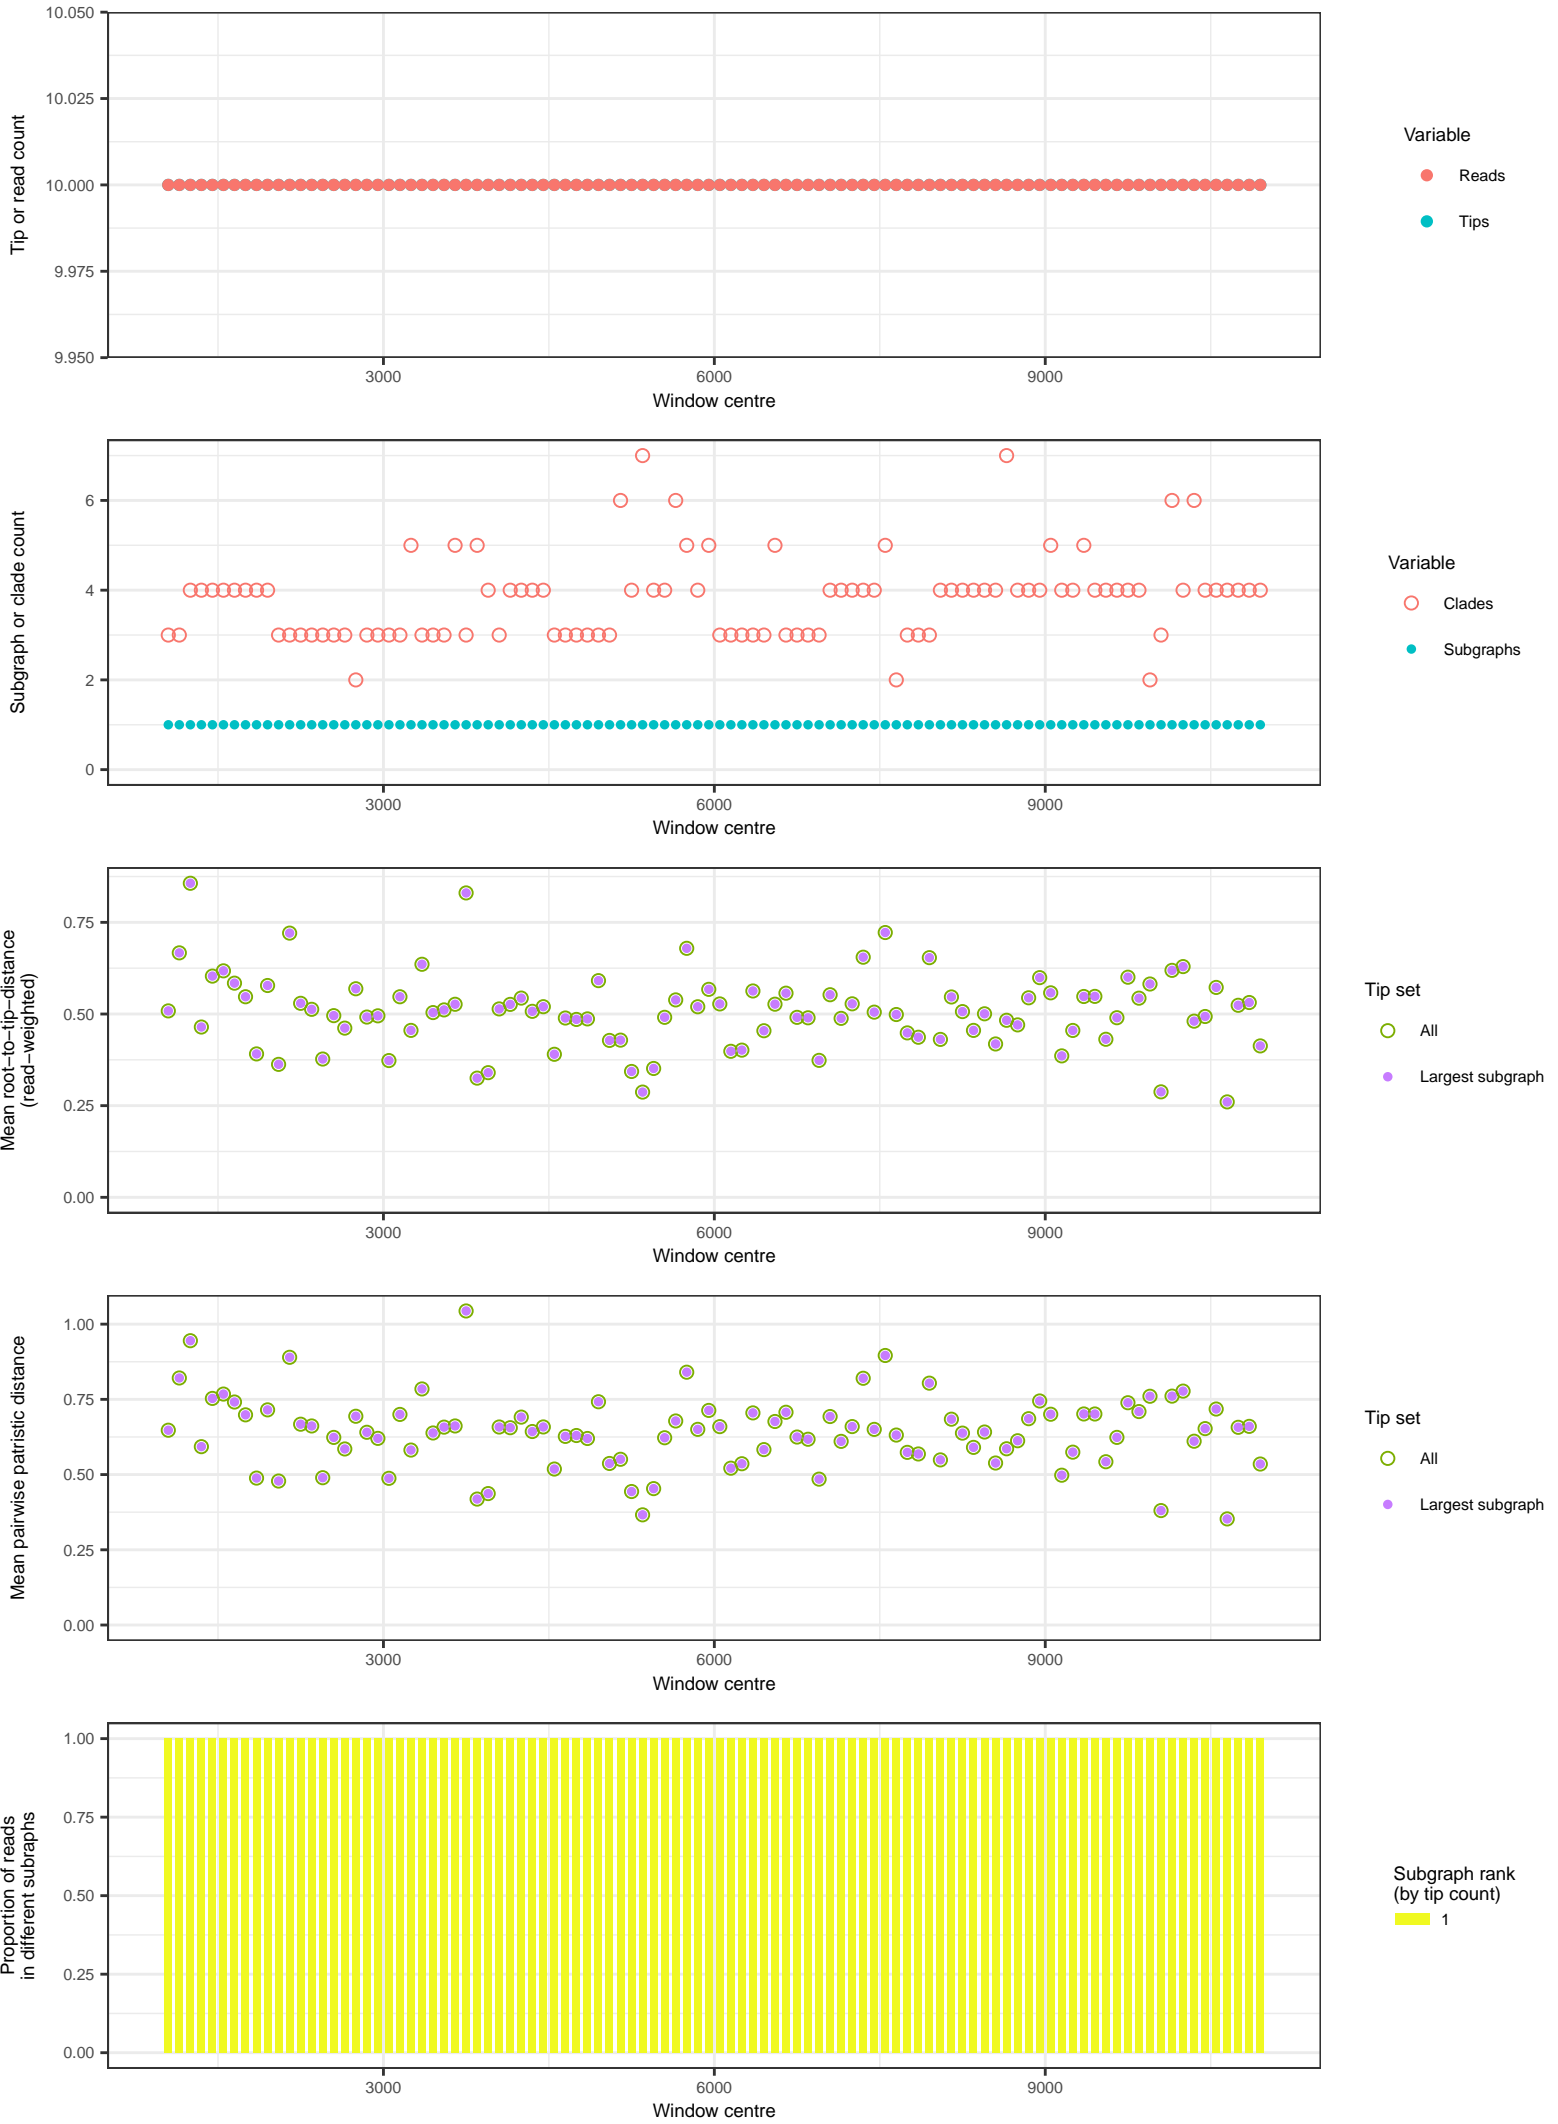 10.050
10.025
10.000
9.975
9.950
Tip or read count
3000 6000 9000
Window centre
Variable
Reads
Tips
6
4
2
0
Subgraph or clade count
3000 6000 9000
Window centre
Variable
Clades
Subgraphs
0.75
0.50
0.25
0.00
Mean root-to-tip-distance
(read-weighted)
3000 6000 9000
Window centre
Tip set
All
Largest subgraph
1.00
0.75
0.50
0.25
0.00
Mean pairwise patristic distance
3000 6000 9000
Window centre
Tip set
All
Largest subgraph
1.00
0.75
0.50
0.25
0.00
Proportion of reads
in different subraphs
3000 6000 9000
Window centre
Subgraph rank
(by tip count)
1